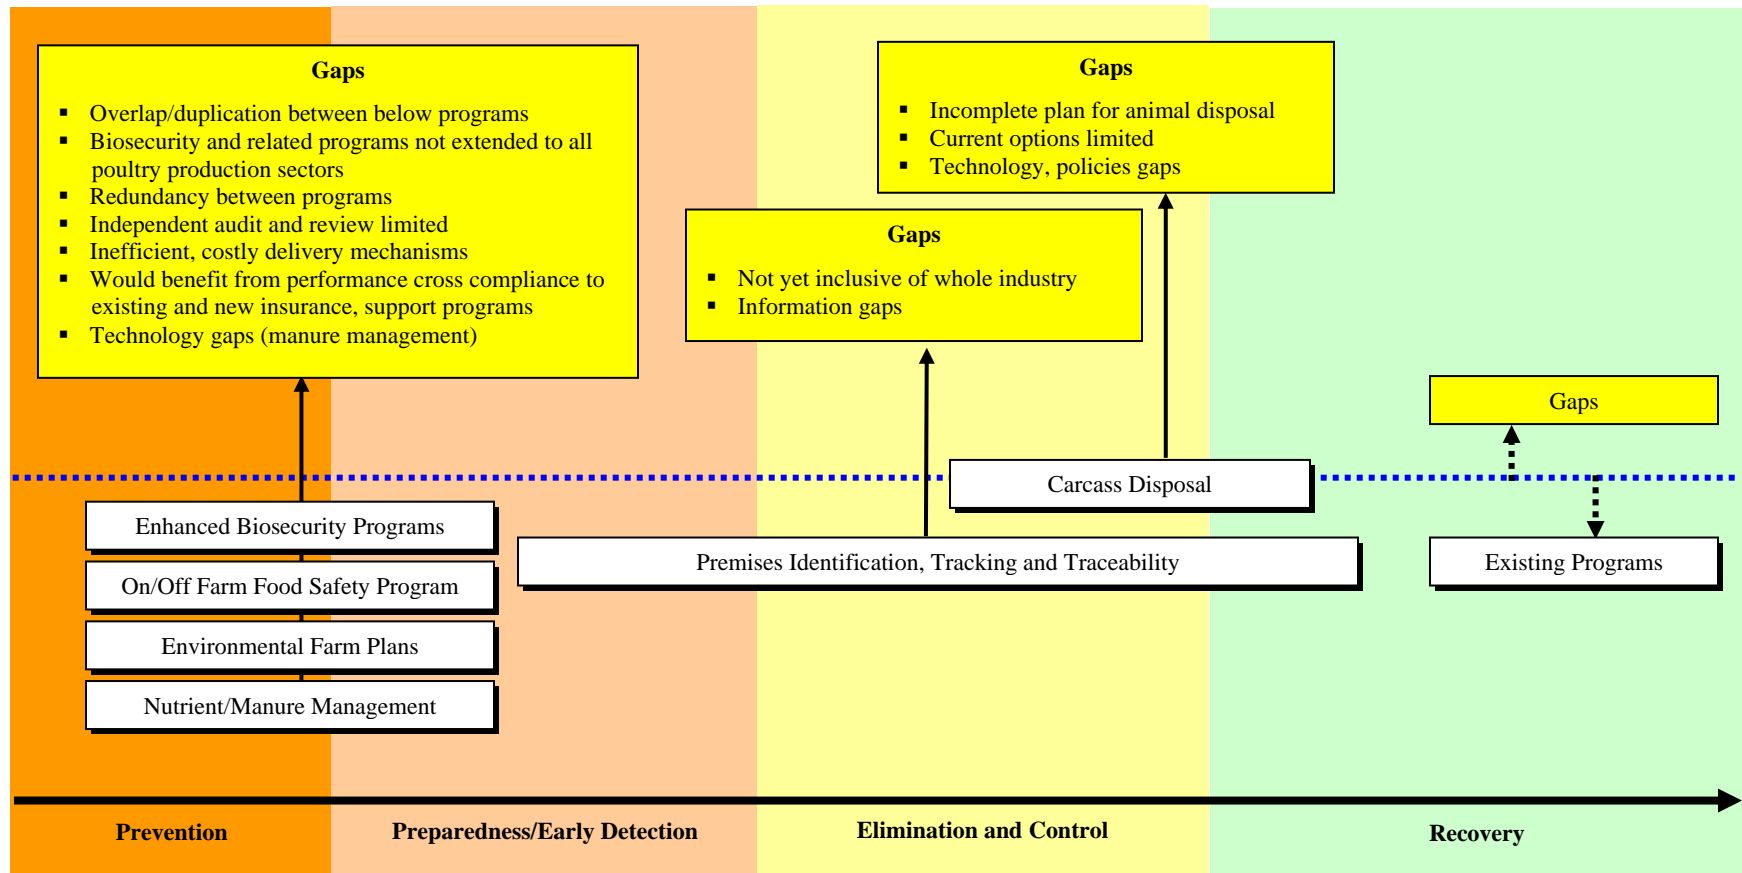 Gaps
▪ Overlap/duplication between below programs
▪ Biosecurity and related programs not extended to all
poultry production sectors
▪ Redundancy between programs
▪ Independent audit and review limited
▪ Inefficient, costly delivery mechanisms
▪ Would benefit from performance cross compliance to
existing and new insurance, support programs
▪ Technology gaps (manure management)
Gaps
▪ Incomplete plan for animal disposal
▪ Current options limited
▪ Technology, policies gaps
Gaps
▪ Not yet inclusive of whole industry
▪ Information gaps
Gaps
Carcass Disposal
Enhanced Biosecurity Programs
On/Off Farm Food Safety Program
Environmental Farm Plans
Nutrient/Manure Management
Premises Identification, Tracking and Traceability
Existing Programs
Prevention
Preparedness/Early Detection
Elimination and Control
Recovery